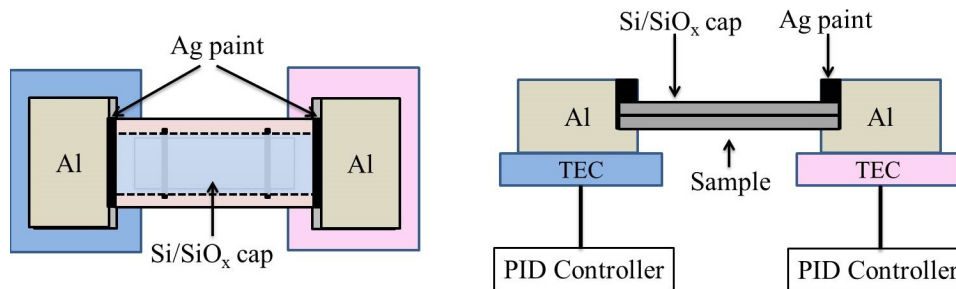 Ag paint
Al
Al
Si/SiOₓ cap
Si/SiOₓ cap
Ag paint
Al
Al
TEC
TEC
Sample
PID Controller
PID Controller